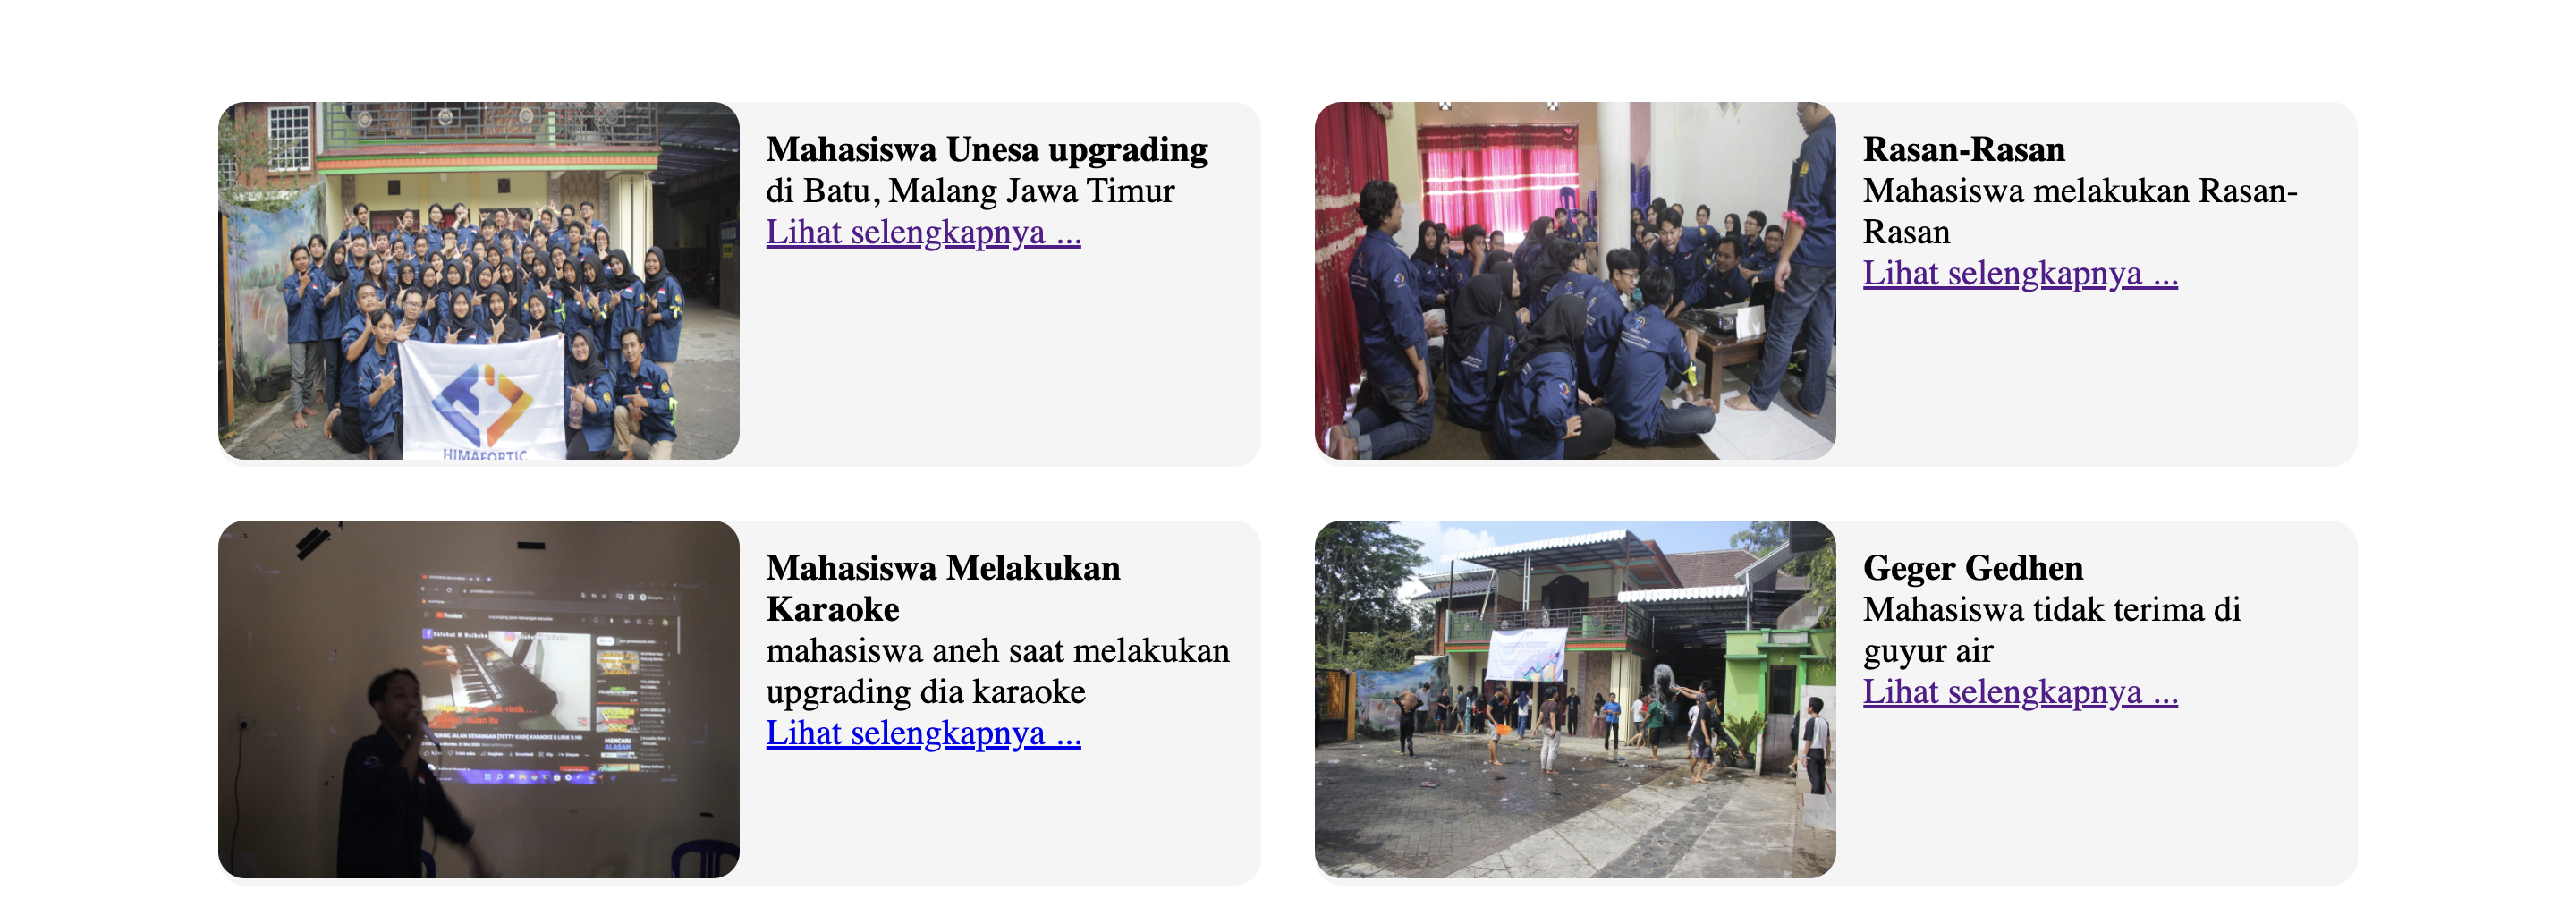 Mahasiswa Unesa upgrading
di Batu, Malang Jawa Timur
Lihat selengkapnya ...
HIMAFORTIC
Rasan-Rasan
Mahasiswa melakukan Rasan-
Rasan
Lihat selengkapnya ...
Mahasiswa Melakukan
Karaoke
mahasiswa aneh saat melakukan
upgrading dia karaoke
Lihat selengkapnya ...
Geger Gedhen
Mahasiswa tidak terima di
guyur air
Lihat selengkapnya ...